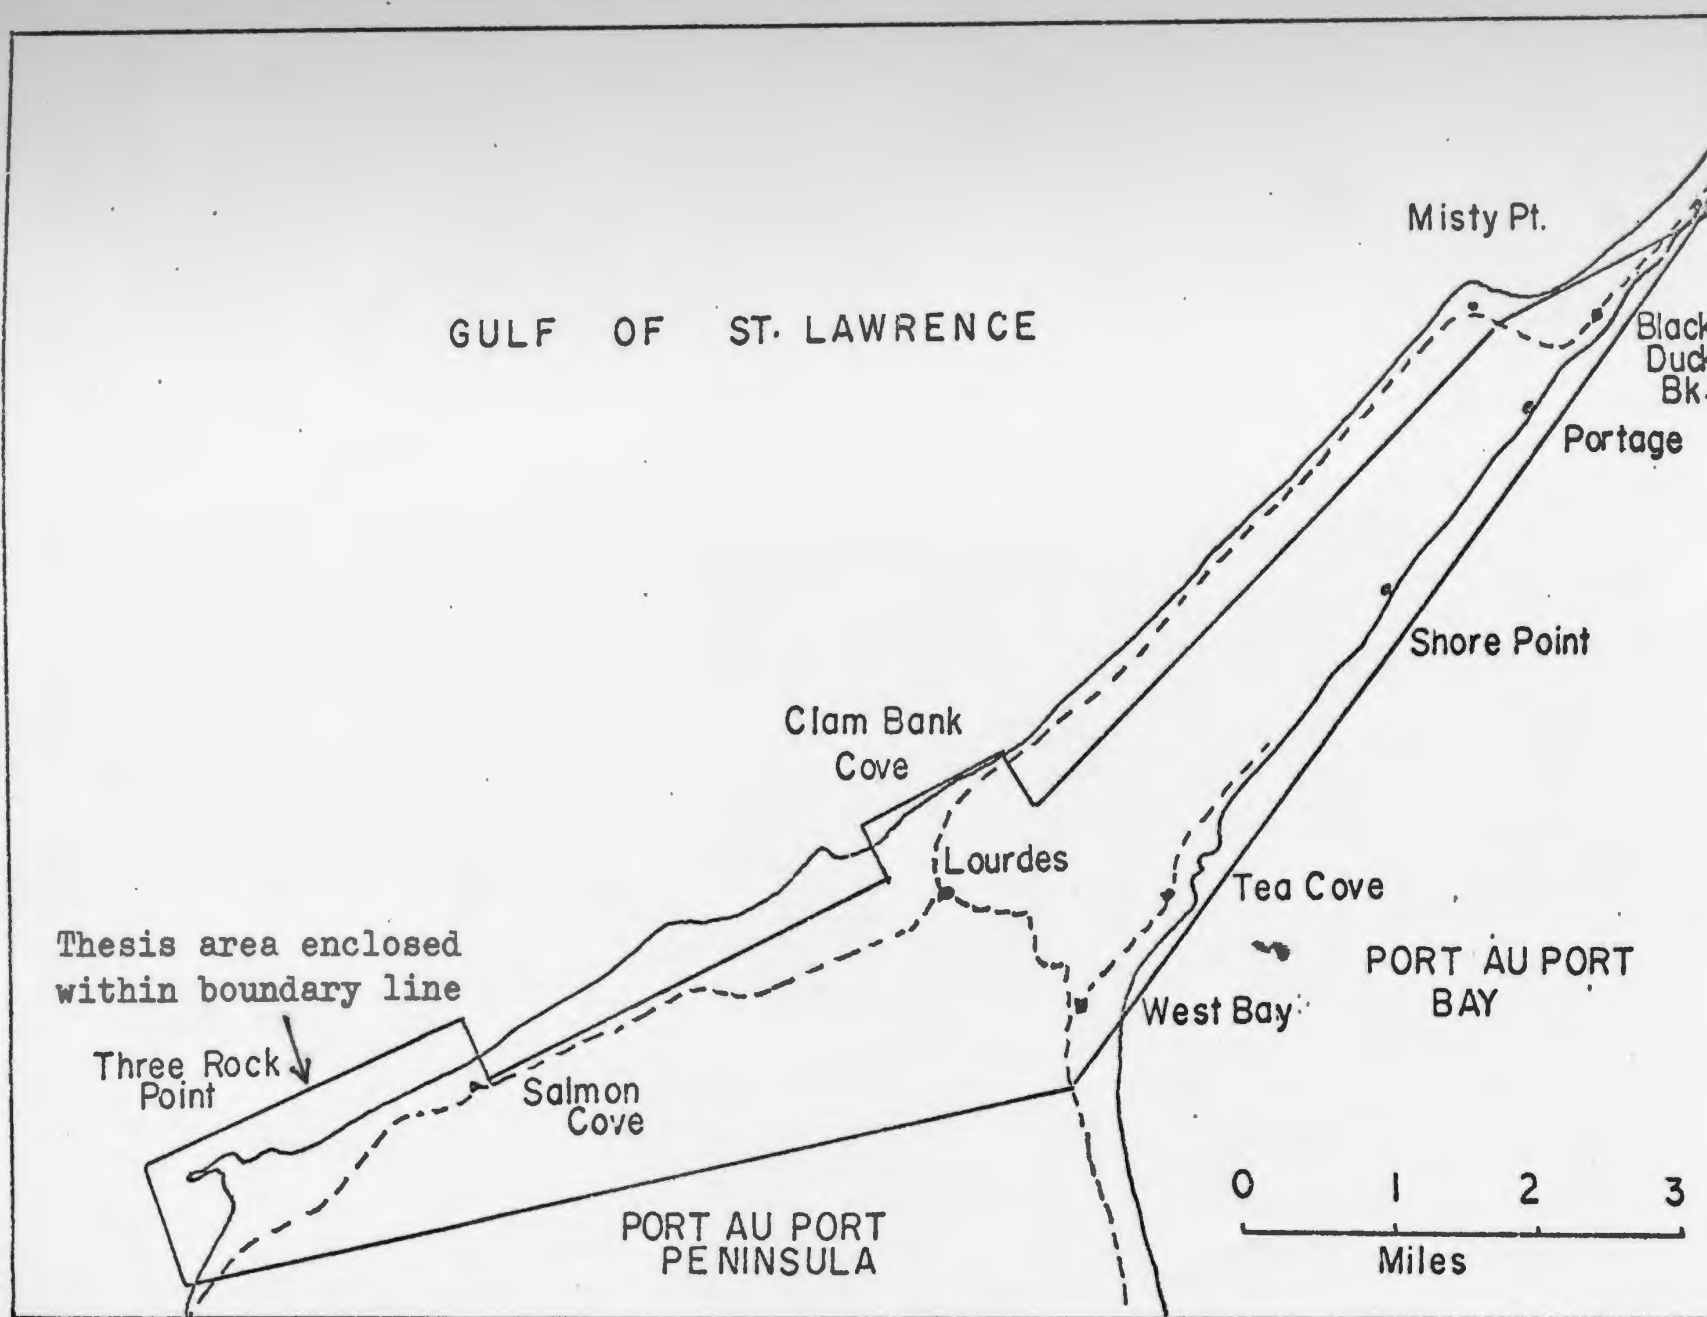 Misty Pt.
GULF OF ST. LAWRENCE
Black
Duck
Bk.
Portage
Shore Point
Clam Bank
Cove
Lourdes
Tea Cove
Thesis area enclosed
within boundary line
PORT AU PORT
BAY
West Bay
Three Rock
Point
Salmon
Cove
0 1 2 3
Miles
PORT AU PORT
PENINSULA